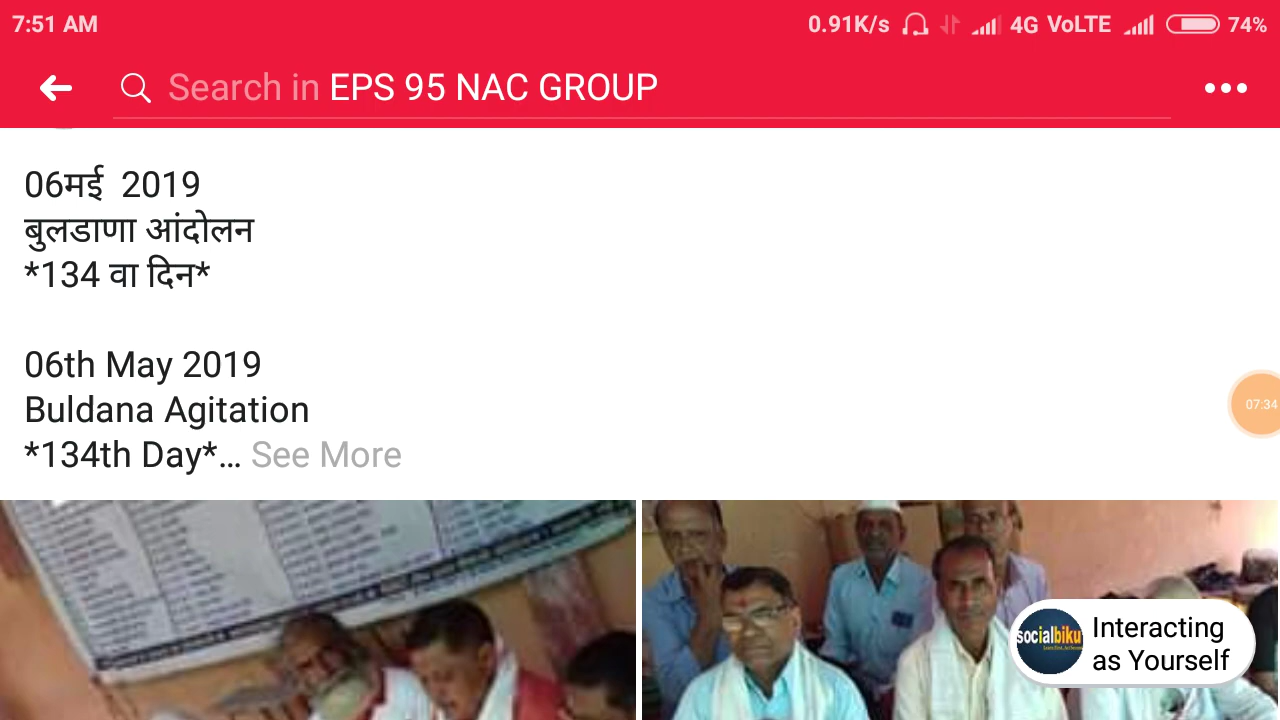 7:51 AM
0.91K/s 4G VoLTE 74%
Search in EPS 95 NAC GROUP
06मई 2019
बुलडाणा आंदोलन
*134 वा दिन*
06th May 2019
Buldana Agitation
*134th Day*... See More
07:34
socialbiku
Interacting
as Yourself